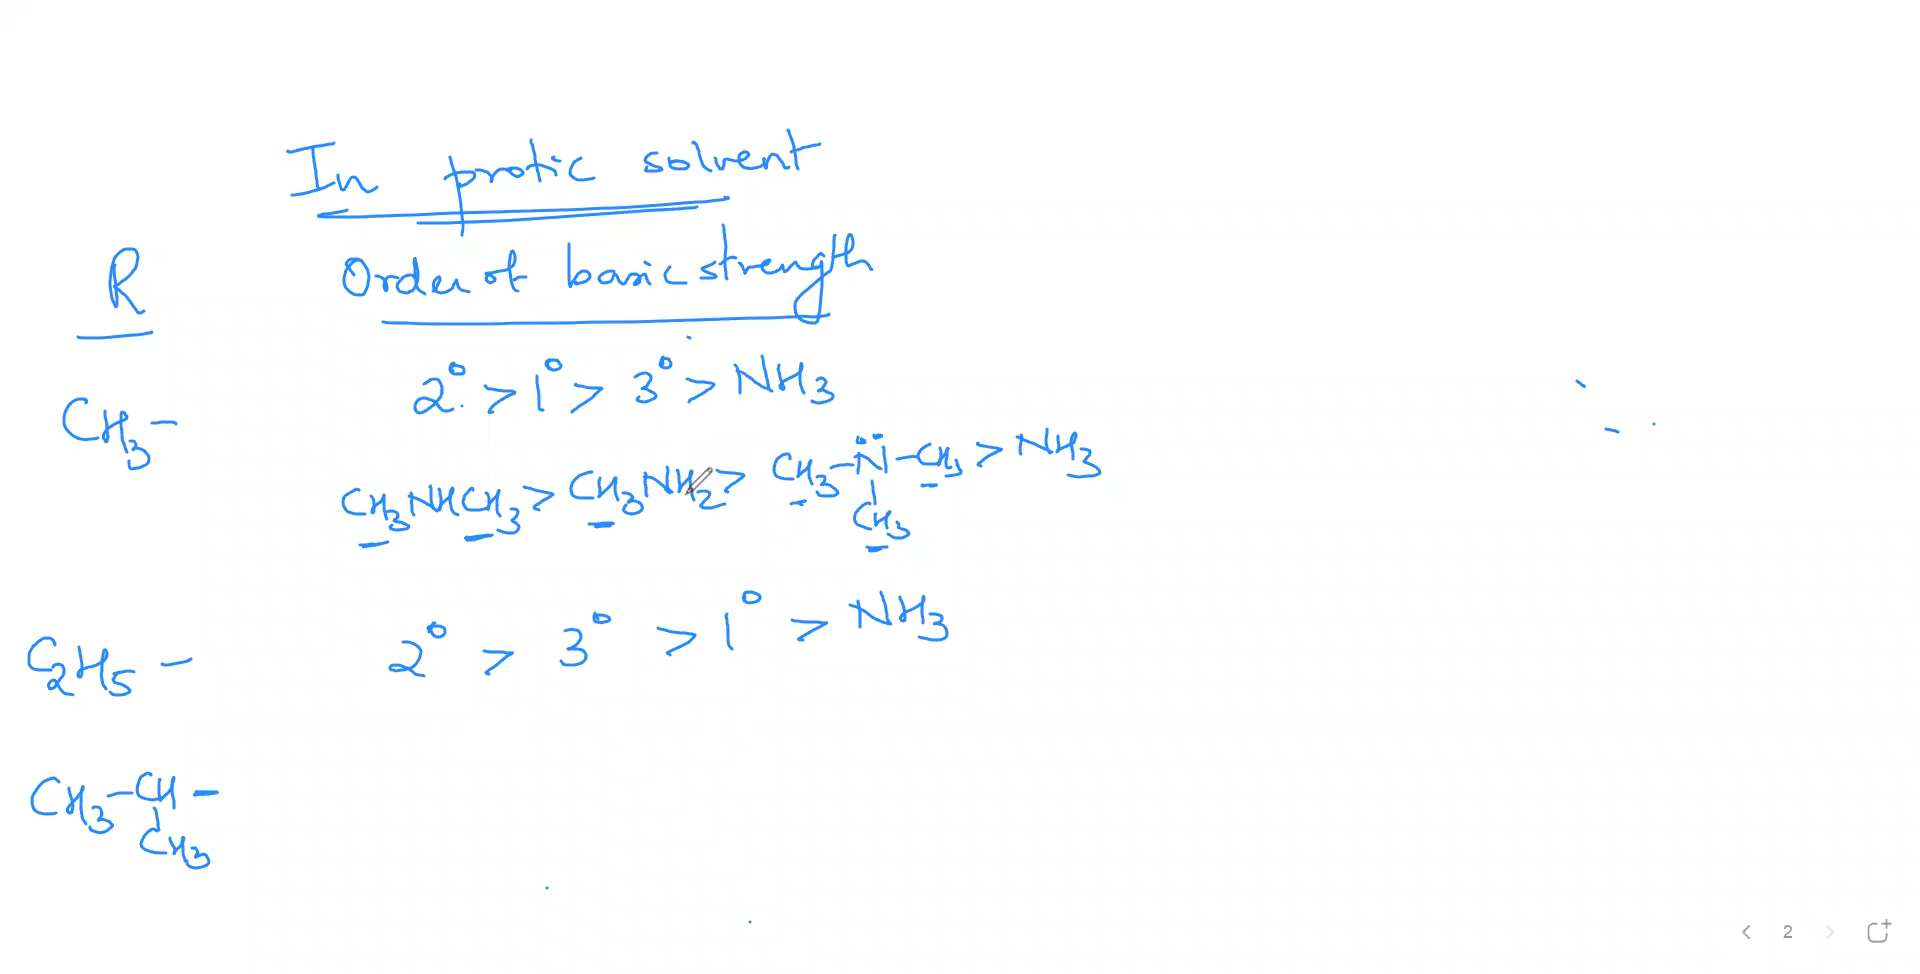 In protic solvent
R Order of basic strength
CH3- 2° > 1° > 3° > NH3
CH3NHCH3 > CH3NH2 > CH3-N̈-CH3 > NH3
CH3
C2H5- 2° > 3° > 1° > NH3
CH3-CH-
CH3
2